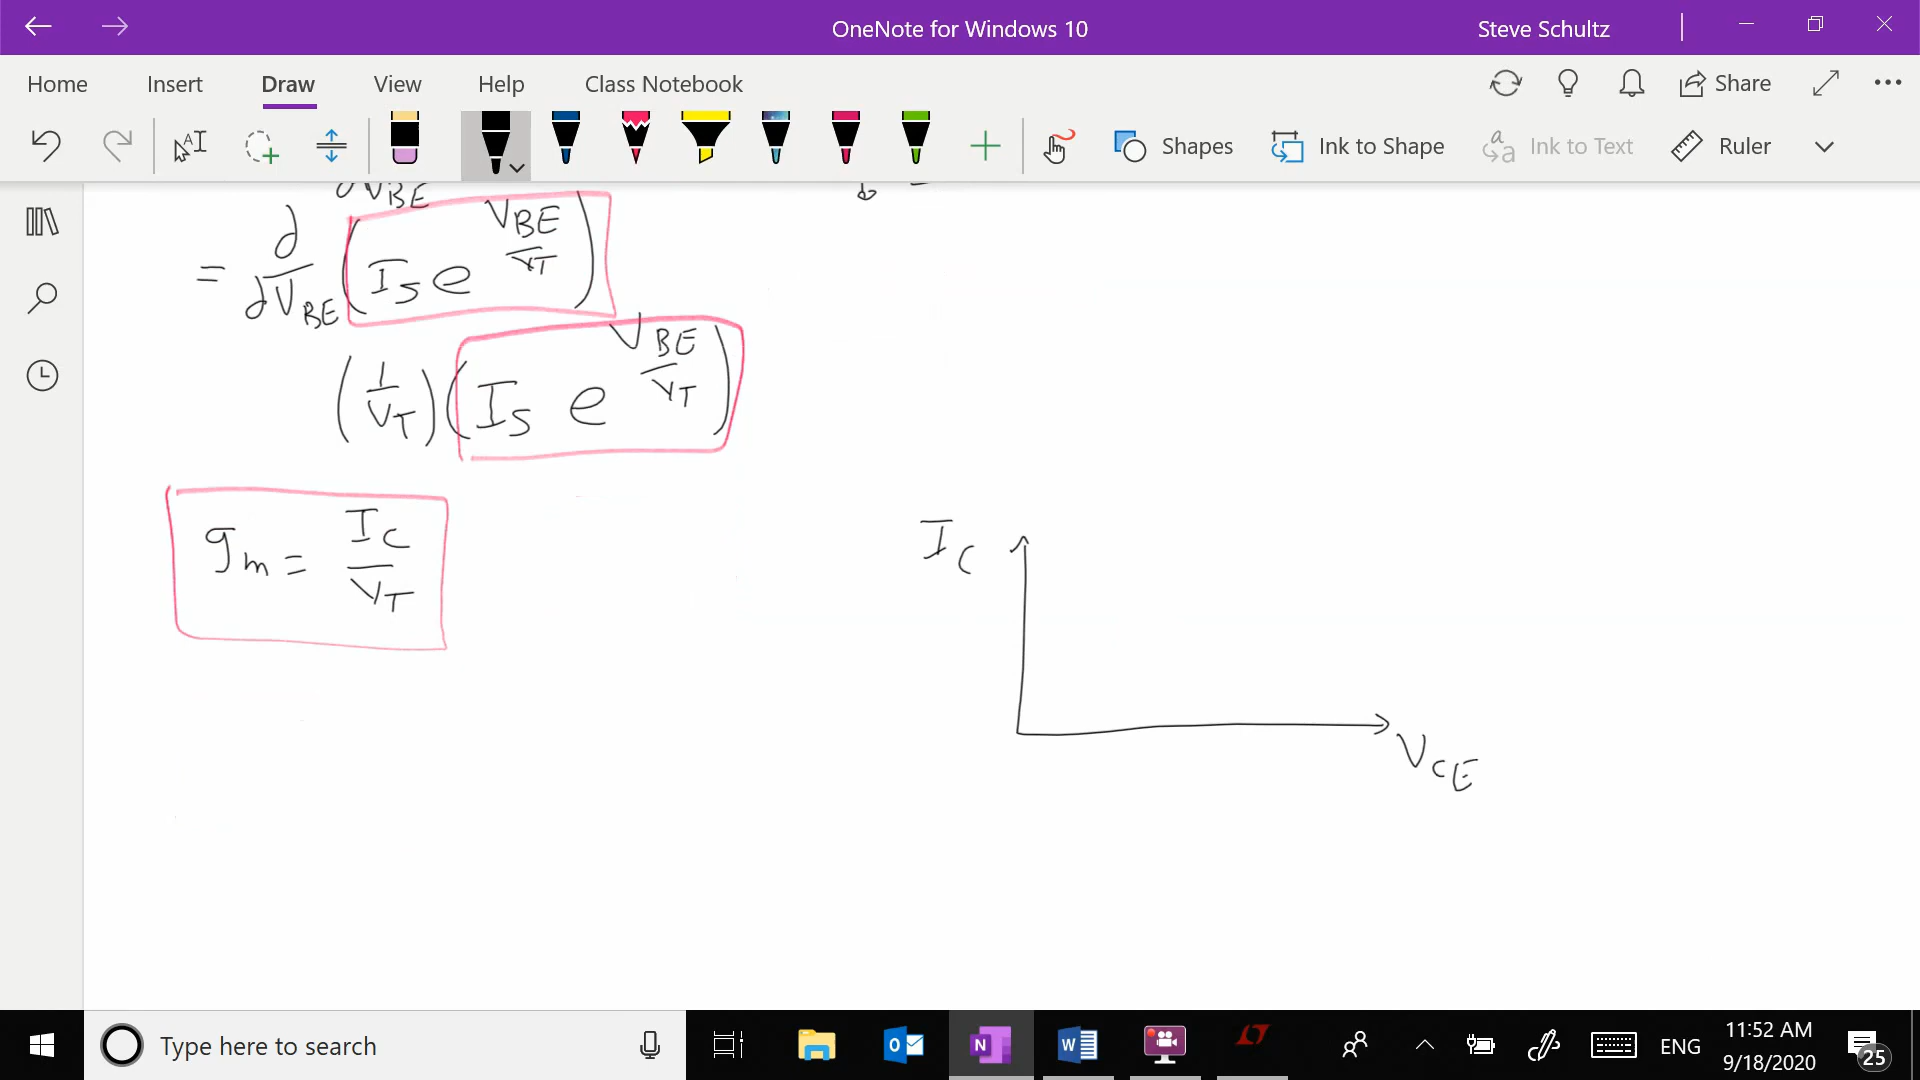 OneNote for Windows 10
Steve Schultz
Home Insert Draw View Help Class Notebook
Share
Shapes Ink to Shape Ink to Text Ruler
∂V_BE
= ∂/∂V_BE (I_S e^(V_BE/V_T))
(1/V_T)(I_S e^(V_BE/V_T))
g_m = I_C/V_T
I_C
V_CE
Type here to search
ENG
11:52 AM
9/18/2020
25